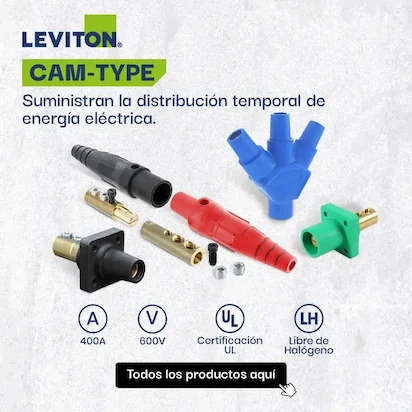 LEVITON®
CAM-TYPE
Suministran la distribución temporal de
energía eléctrica.
A
400A
V
600V
UL
Certificación
UL
LH
Libre de
Halógeno
Todos los productos aquí